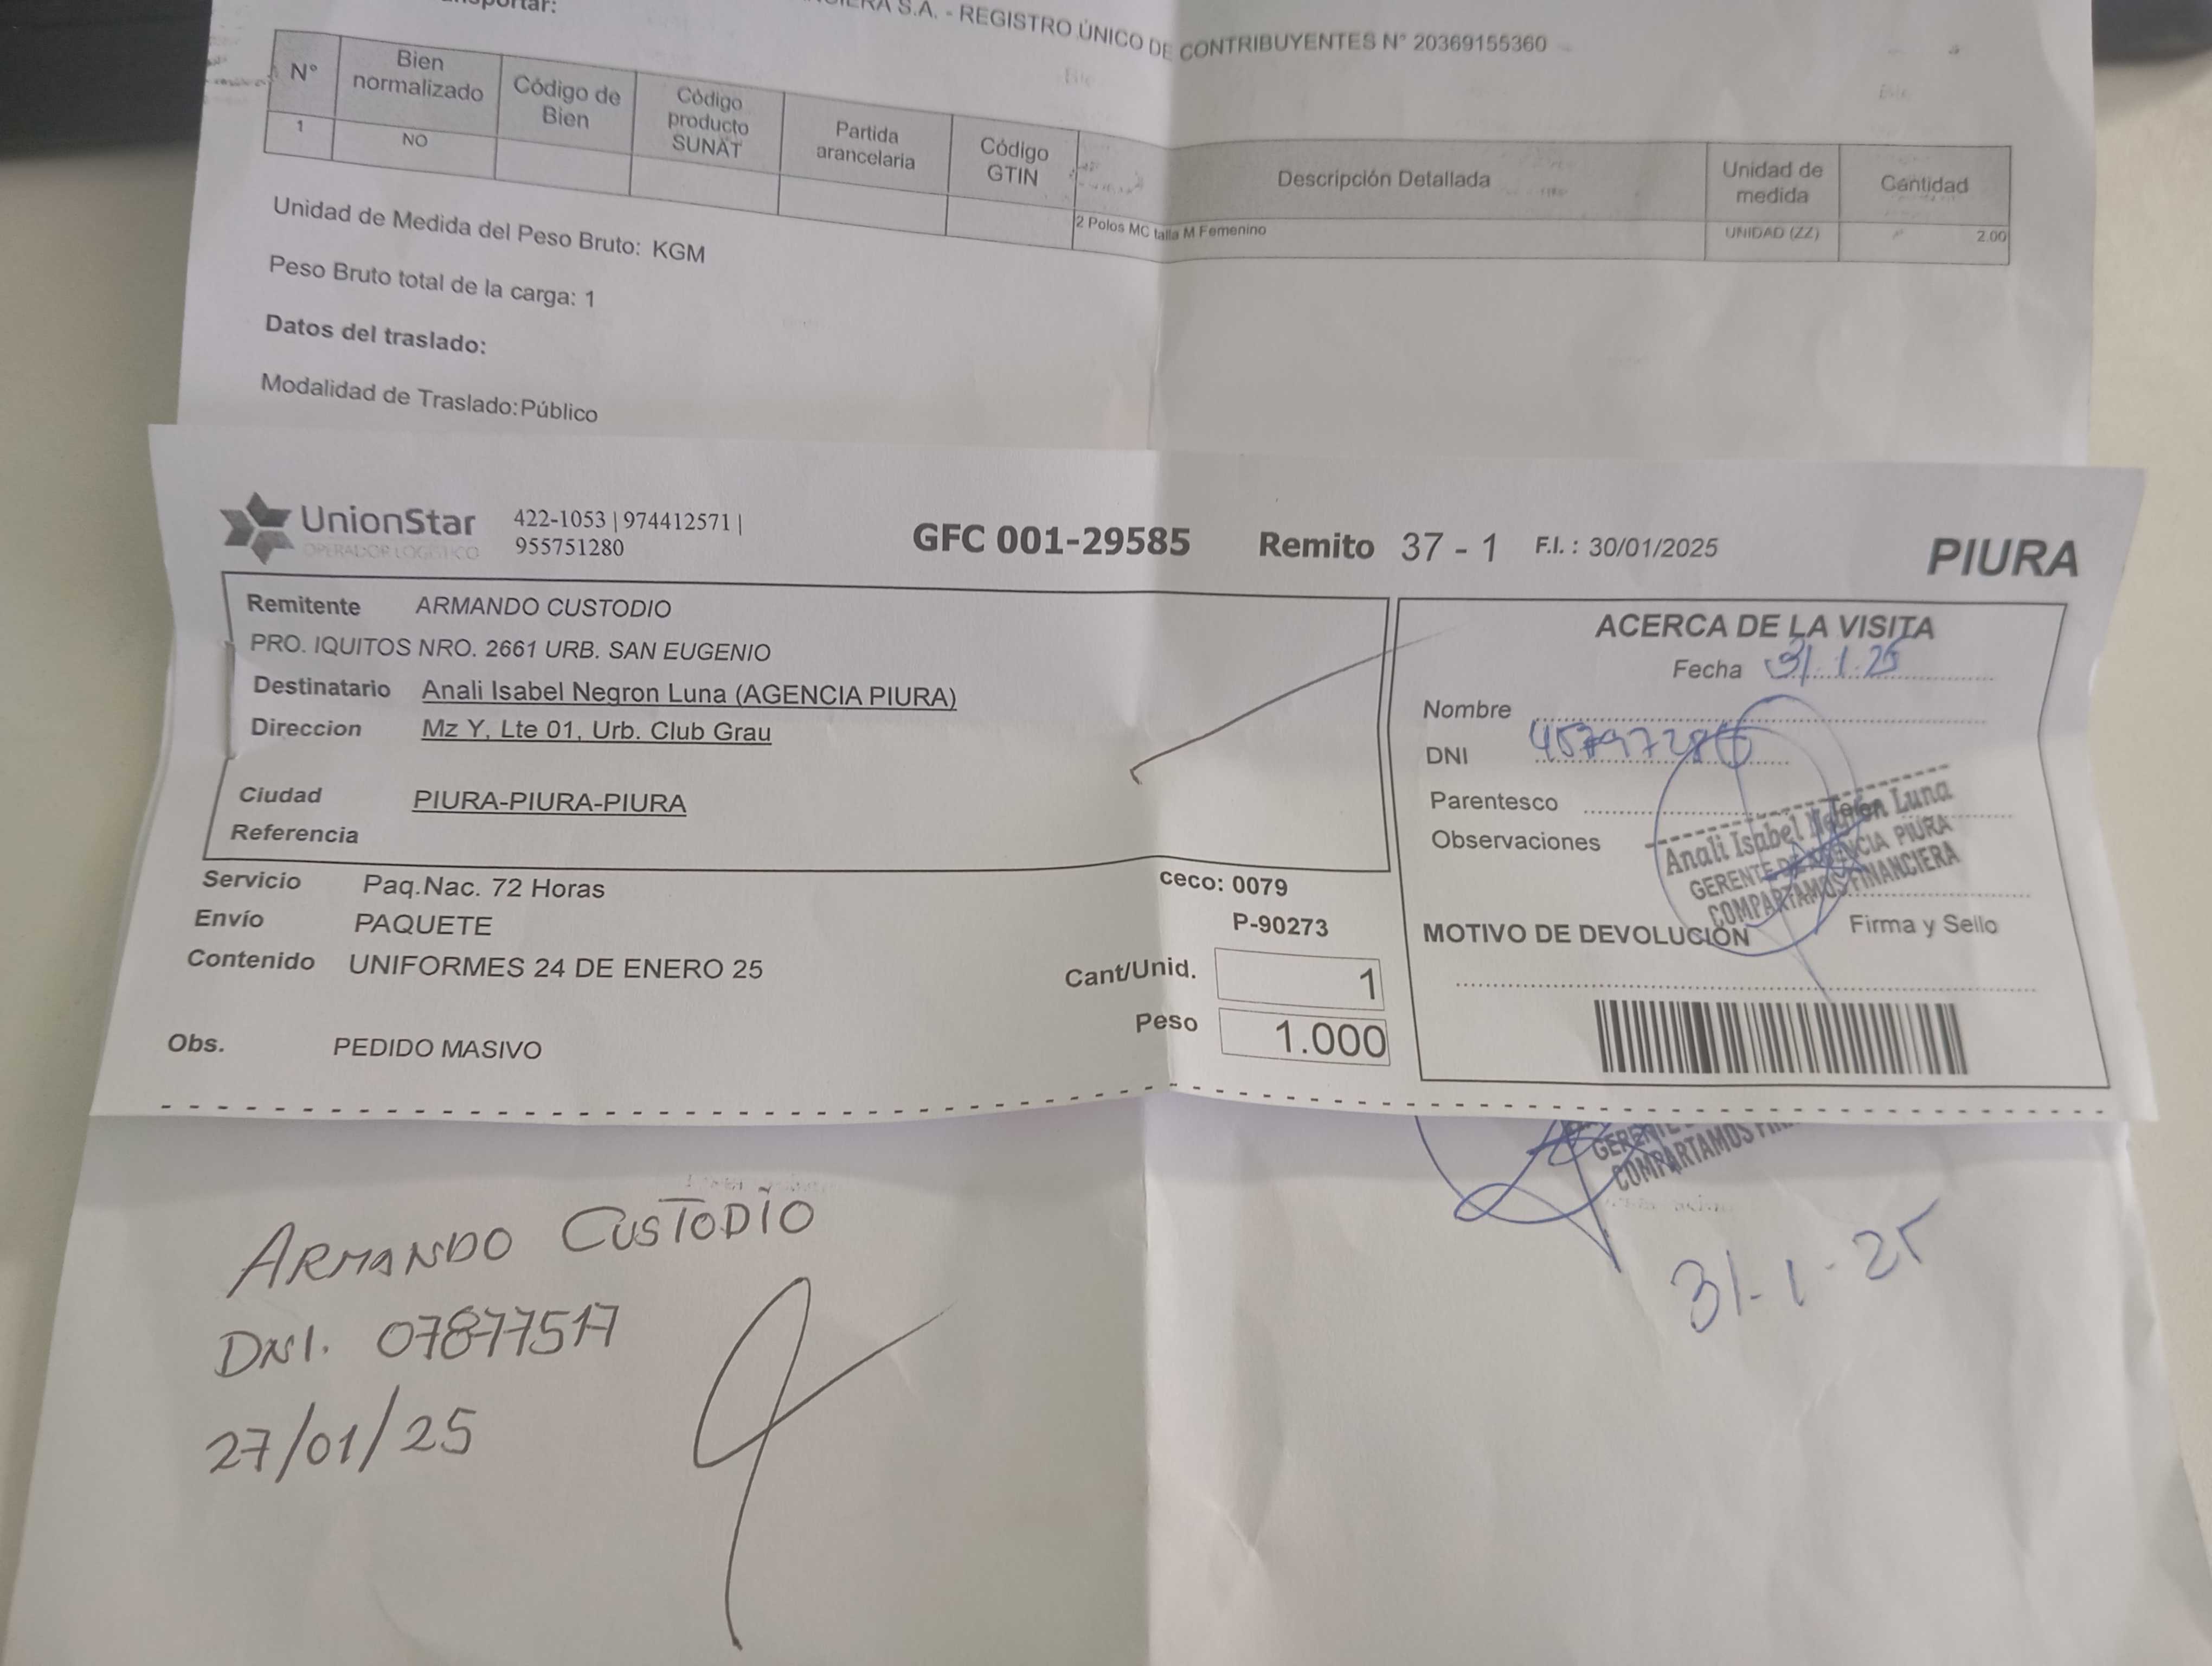 S.A. - REGISTRO ÚNICO DE CONTRIBUYENTES N° 20369155360
N° Bien normalizado Código de Bien Código producto SUNAT Partida arancelaria Código GTIN Descripción Detallada Unidad de medida Cantidad
1 NO 2 Polos MC talla M Femenino UNIDAD (ZZ) 2.00
Unidad de Medida del Peso Bruto: KGM
Peso Bruto total de la carga: 1
Datos del traslado:
Modalidad de Traslado:Público
UnionStar
OPERADOR LOGÍSTICO
422-1053 | 974412571 |
955751280
GFC 001-29585 Remito 37 - 1 F.I. : 30/01/2025 PIURA
Remitente ARMANDO CUSTODIO
PRO. IQUITOS NRO. 2661 URB. SAN EUGENIO
Destinatario Anali Isabel Negron Luna (AGENCIA PIURA)
Direccion Mz Y, Lte 01, Urb. Club Grau
Ciudad PIURA-PIURA-PIURA
Referencia
Servicio Paq.Nac. 72 Horas
Envío PAQUETE
Contenido UNIFORMES 24 DE ENERO 25
Obs. PEDIDO MASIVO
ceco: 0079
P-90273
Cant/Unid. 1
Peso 1.000
ACERCA DE LA VISITA
Fecha 31.1.25
Nombre
DNI
Parentesco
Observaciones
Anali Isabel Negron Luna
GERENTE DE AGENCIA PIURA
COMPARTAMOS FINANCIERA
MOTIVO DE DEVOLUCIÓN Firma y Sello
GERENTE
COMPARTAMOS
31-1-25
ARMANDO CUSTODIO
DNI. 07877517
27/01/25